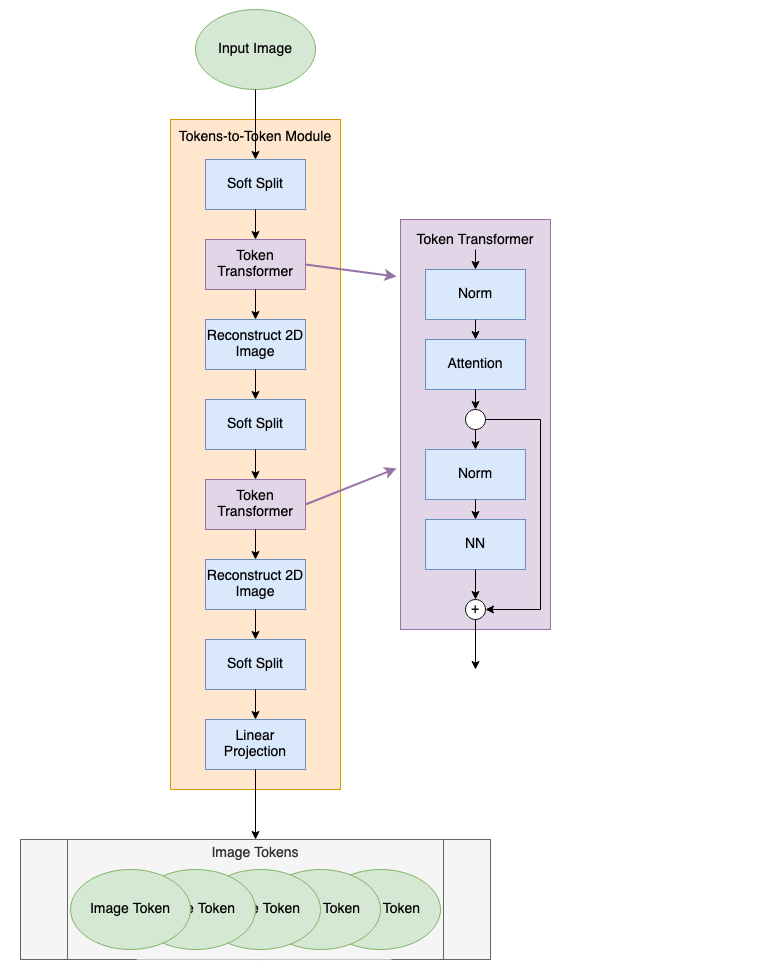 Input Image
Tokens-to-Token Module
Soft Split
Token
Transformer
Reconstruct 2D
Image
Soft Split
Token
Transformer
Reconstruct 2D
Image
Soft Split
Linear
Projection
Token Transformer
Norm
Attention
Norm
NN
+
Image Tokens
Image Token e Token e Token Token Token